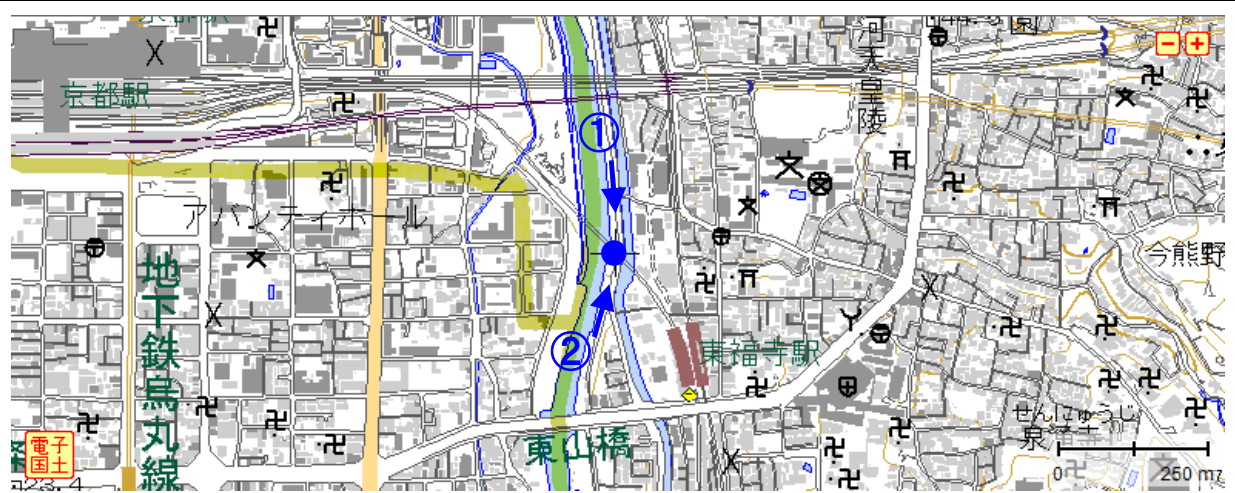 京都駅
①
河天皇陵
アバンティホール
地下鉄烏丸線
今熊野
②
東福寺駅
東山橋
せんにゅうじ
泉涌寺
電子
国土
0
250 m